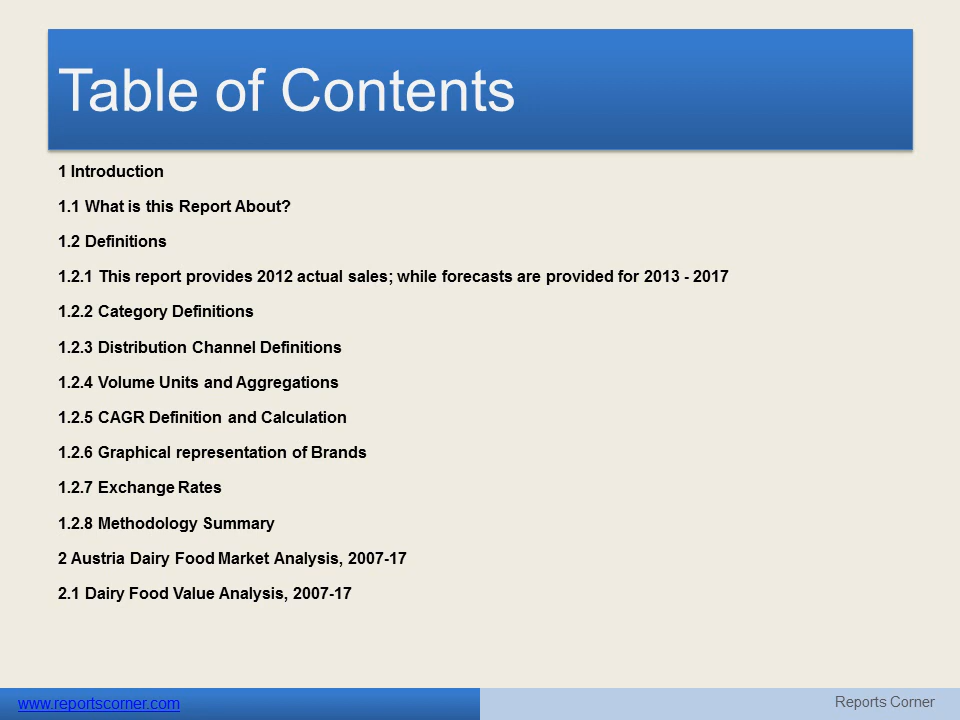 Table of Contents
1 Introduction
1.1 What is this Report About?
1.2 Definitions
1.2.1 This report provides 2012 actual sales; while forecasts are provided for 2013 - 2017
1.2.2 Category Definitions
1.2.3 Distribution Channel Definitions
1.2.4 Volume Units and Aggregations
1.2.5 CAGR Definition and Calculation
1.2.6 Graphical representation of Brands
1.2.7 Exchange Rates
1.2.8 Methodology Summary
2 Austria Dairy Food Market Analysis, 2007-17
2.1 Dairy Food Value Analysis, 2007-17
www.reportscorner.com
Reports Corner